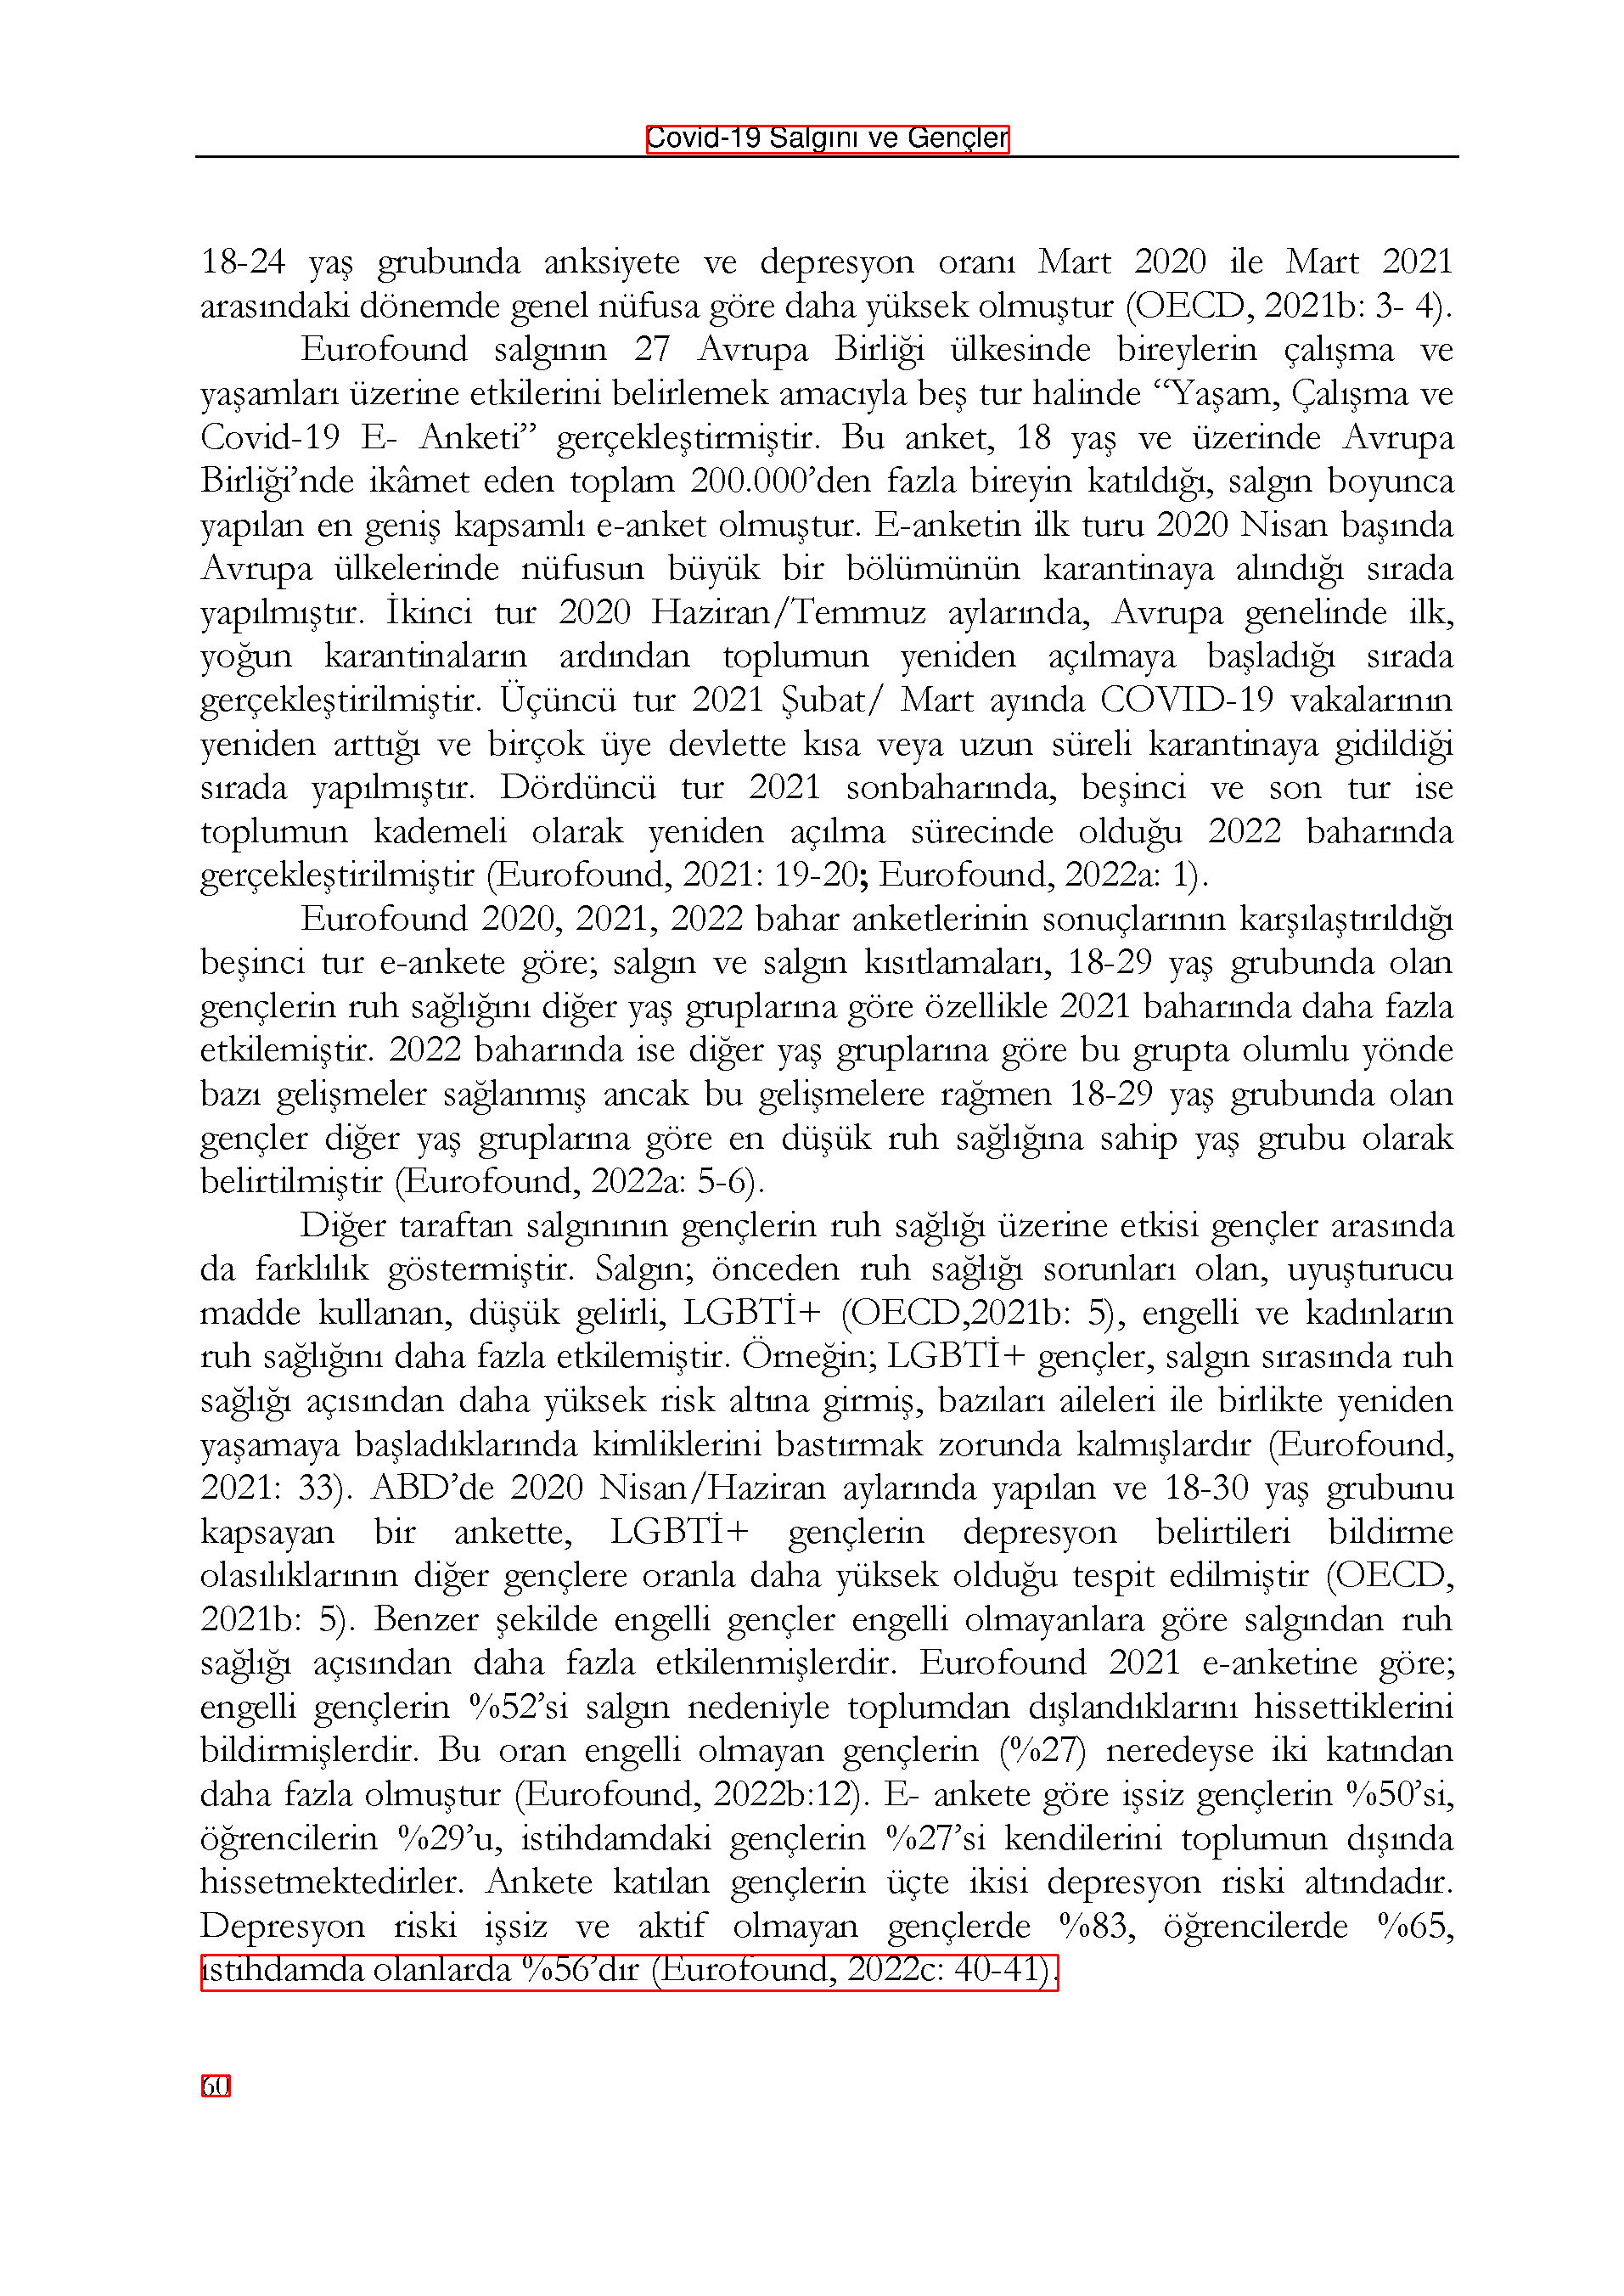 Covid-19 Salgını ve Gençler
18-24 yaş grubunda anksiyete ve depresyon oranı Mart 2020 ile Mart 2021
arasındaki dönemde genel nüfusa göre daha yüksek olmuştur (OECD, 2021b: 3- 4).
Eurofound salgının 27 Avrupa Birliği ülkesinde bireylerin çalışma ve
yaşamları üzerine etkilerini belirlemek amacıyla beş tur halinde “Yaşam, Çalışma ve
Covid-19 E- Anketi” gerçekleştirmiştir. Bu anket, 18 yaş ve üzerinde Avrupa
Birliği’nde ikâmet eden toplam 200.000’den fazla bireyin katıldığı, salgın boyunca
yapılan en geniş kapsamlı e-anket olmuştur. E-anketin ilk turu 2020 Nisan başında
Avrupa ülkelerinde nüfusun büyük bir bölümünün karantinaya alındığı sırada
yapılmıştır. İkinci tur 2020 Haziran/Temmuz aylarında, Avrupa genelinde ilk,
yoğun karantinaların ardından toplumun yeniden açılmaya başladığı sırada
gerçekleştirilmiştir. Üçüncü tur 2021 Şubat/ Mart ayında COVID-19 vakalarının
yeniden arttığı ve birçok üye devlette kısa veya uzun süreli karantinaya gidildiği
sırada yapılmıştır. Dördüncü tur 2021 sonbaharında, beşinci ve son tur ise
toplumun kademeli olarak yeniden açılma sürecinde olduğu 2022 baharında
gerçekleştirilmiştir (Eurofound, 2021: 19-20; Eurofound, 2022a: 1).
Eurofound 2020, 2021, 2022 bahar anketlerinin sonuçlarının karşılaştırıldığı
beşinci tur e-ankete göre; salgın ve salgın kısıtlamaları, 18-29 yaş grubunda olan
gençlerin ruh sağlığını diğer yaş gruplarına göre özellikle 2021 baharında daha fazla
etkilemiştir. 2022 baharında ise diğer yaş gruplarına göre bu grupta olumlu yönde
bazı gelişmeler sağlanmış ancak bu gelişmelere rağmen 18-29 yaş grubunda olan
gençler diğer yaş gruplarına göre en düşük ruh sağlığına sahip yaş grubu olarak
belirtilmiştir (Eurofound, 2022a: 5-6).
Diğer taraftan salgınının gençlerin ruh sağlığı üzerine etkisi gençler arasında
da farklılık göstermiştir. Salgın; önceden ruh sağlığı sorunları olan, uyuşturucu
madde kullanan, düşük gelirli, LGBTİ+ (OECD,2021b: 5), engelli ve kadınların
ruh sağlığını daha fazla etkilemiştir. Örneğin; LGBTİ+ gençler, salgın sırasında ruh
sağlığı açısından daha yüksek risk altına girmiş, bazıları aileleri ile birlikte yeniden
yaşamaya başladıklarında kimliklerini bastırmak zorunda kalmışlardır (Eurofound,
2021: 33). ABD’de 2020 Nisan/Haziran aylarında yapılan ve 18-30 yaş grubunu
kapsayan bir ankette, LGBTİ+ gençlerin depresyon belirtileri bildirme
olasılıklarının diğer gençlere oranla daha yüksek olduğu tespit edilmiştir (OECD,
2021b: 5). Benzer şekilde engelli gençler engelli olmayanlara göre salgından ruh
sağlığı açısından daha fazla etkilenmişlerdir. Eurofound 2021 e-anketine göre;
engelli gençlerin %52’si salgın nedeniyle toplumdan dışlandıklarını hissettiklerini
bildirmişlerdir. Bu oran engelli olmayan gençlerin (%27) neredeyse iki katından
daha fazla olmuştur (Eurofound, 2022b:12). E- ankete göre işsiz gençlerin %50’si,
öğrencilerin %29’u, istihdamdaki gençlerin %27’si kendilerini toplumun dışında
hissetmektedirler. Ankete katılan gençlerin üçte ikisi depresyon riski altındadır.
Depresyon riski işsiz ve aktif olmayan gençlerde %83, öğrencilerde %65,
istihdamda olanlarda %56’dır (Eurofound, 2022c: 40-41).
60